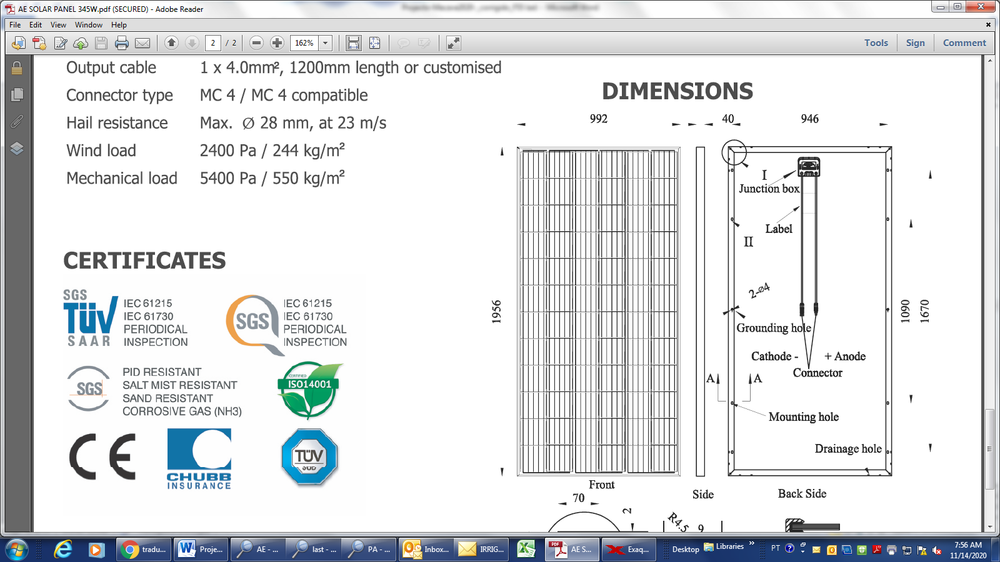 AE SOLAR PANEL 345W.pdf (SECURED) - Adobe Reader
File Edit View Window Help
2 / 2 162% Tools Sign Comment
Output cable 1 x 4.0mm², 1200mm length or customised
Connector type MC 4 / MC 4 compatible
Hail resistance Max. Ø 28 mm, at 23 m/s
Wind load 2400 Pa / 244 kg/m²
Mechanical load 5400 Pa / 550 kg/m²
CERTIFICATES
SGS
TÜV
SAAR
IEC 61215
IEC 61730
PERIODICAL
INSPECTION
SGS
IEC 61215
IEC 61730
PERIODICAL
INSPECTION
SGS
PID RESISTANT
SALT MIST RESISTANT
SAND RESISTANT
CORROSIVE GAS (NH3)
CERTIFIED
ISO14001
CE
CHUBB
INSURANCE
TÜV
SÜD
DIMENSIONS
992 40 946
I
Junction box
Label
II
2-Ø4
1956
1090
1670
Grounding hole
Cathode - + Anode
Connector
A A
Mounting hole
Drainage hole
Front
Side
Back Side
70
2
R4.5
9
tradu...
Proje...
AE - ...
last - ...
PA - ...
Inbox...
IRRIG...
AE S...
Exaq...
Desktop
Libraries
PT
7:56 AM
11/14/2020